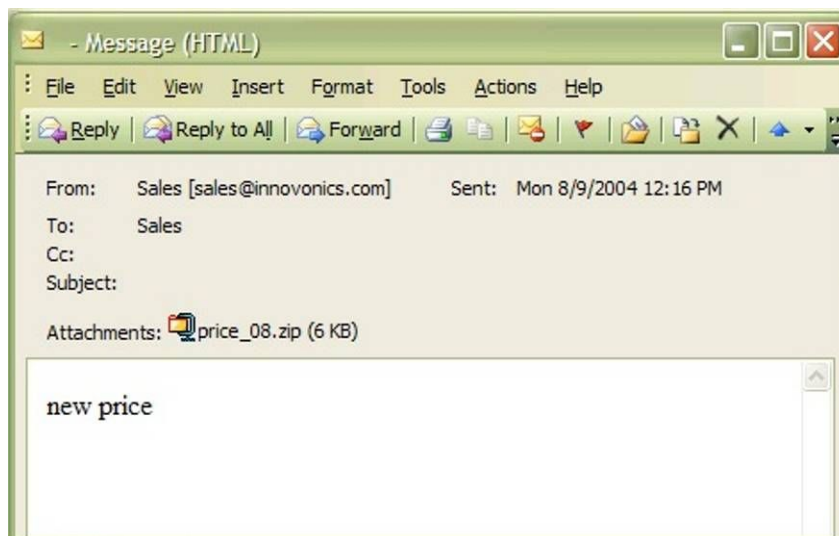 - Message (HTML)
File Edit View Insert Format Tools Actions Help
Reply Reply to All Forward
From: Sales [sales@innovonics.com] Sent: Mon 8/9/2004 12:16 PM
To: Sales
Cc:
Subject:
Attachments: price_08.zip (6 KB)
new price